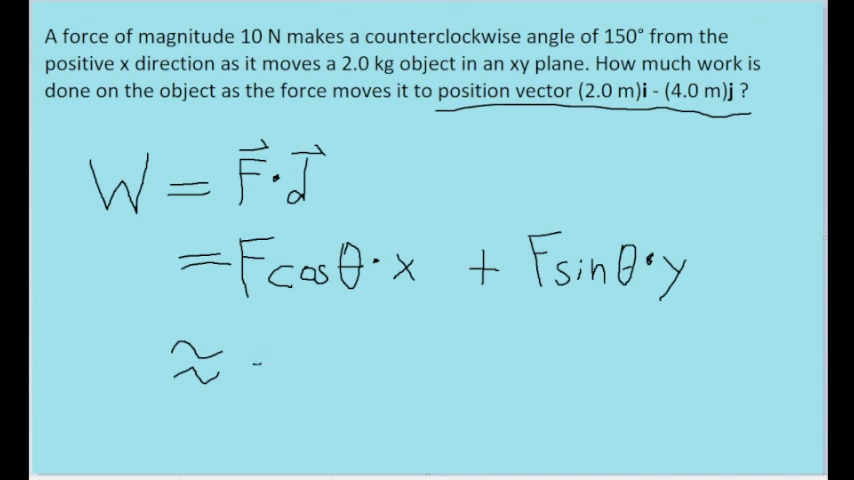 A force of magnitude 10 N makes a counterclockwise angle of 150° from the
positive x direction as it moves a 2.0 kg object in an xy plane. How much work is
done on the object as the force moves it to position vector (2.0 m)i - (4.0 m)j ?
W = F⃗ · d⃗
= Fcosθ · x + Fsinθ · y
≈ -